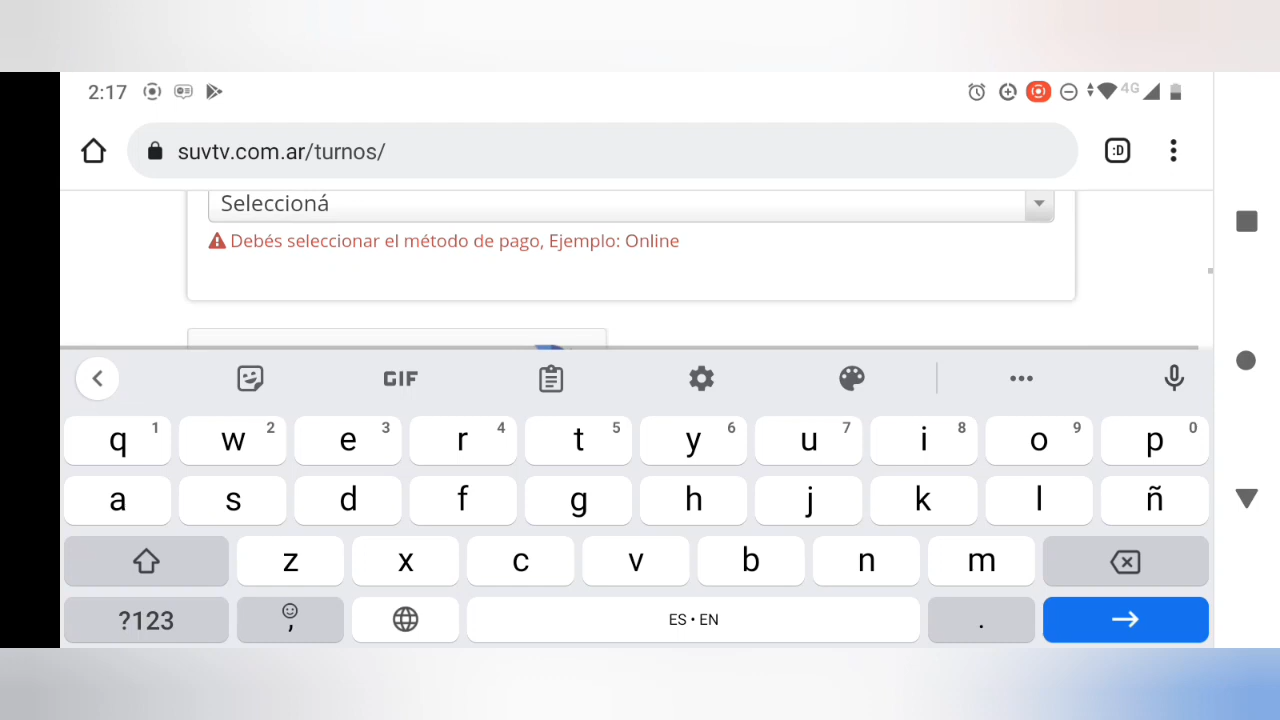 2:17
4G
suvtv.com.ar/turnos/
:D
Seleccioná
Debés seleccionar el método de pago, Ejemplo: Online
GIF
q 1 w 2 e 3 r 4 t 5 y 6 u 7 i 8 o 9 p 0
a s d f g h j k l ñ
z x c v b n m
?123 , ES • EN .